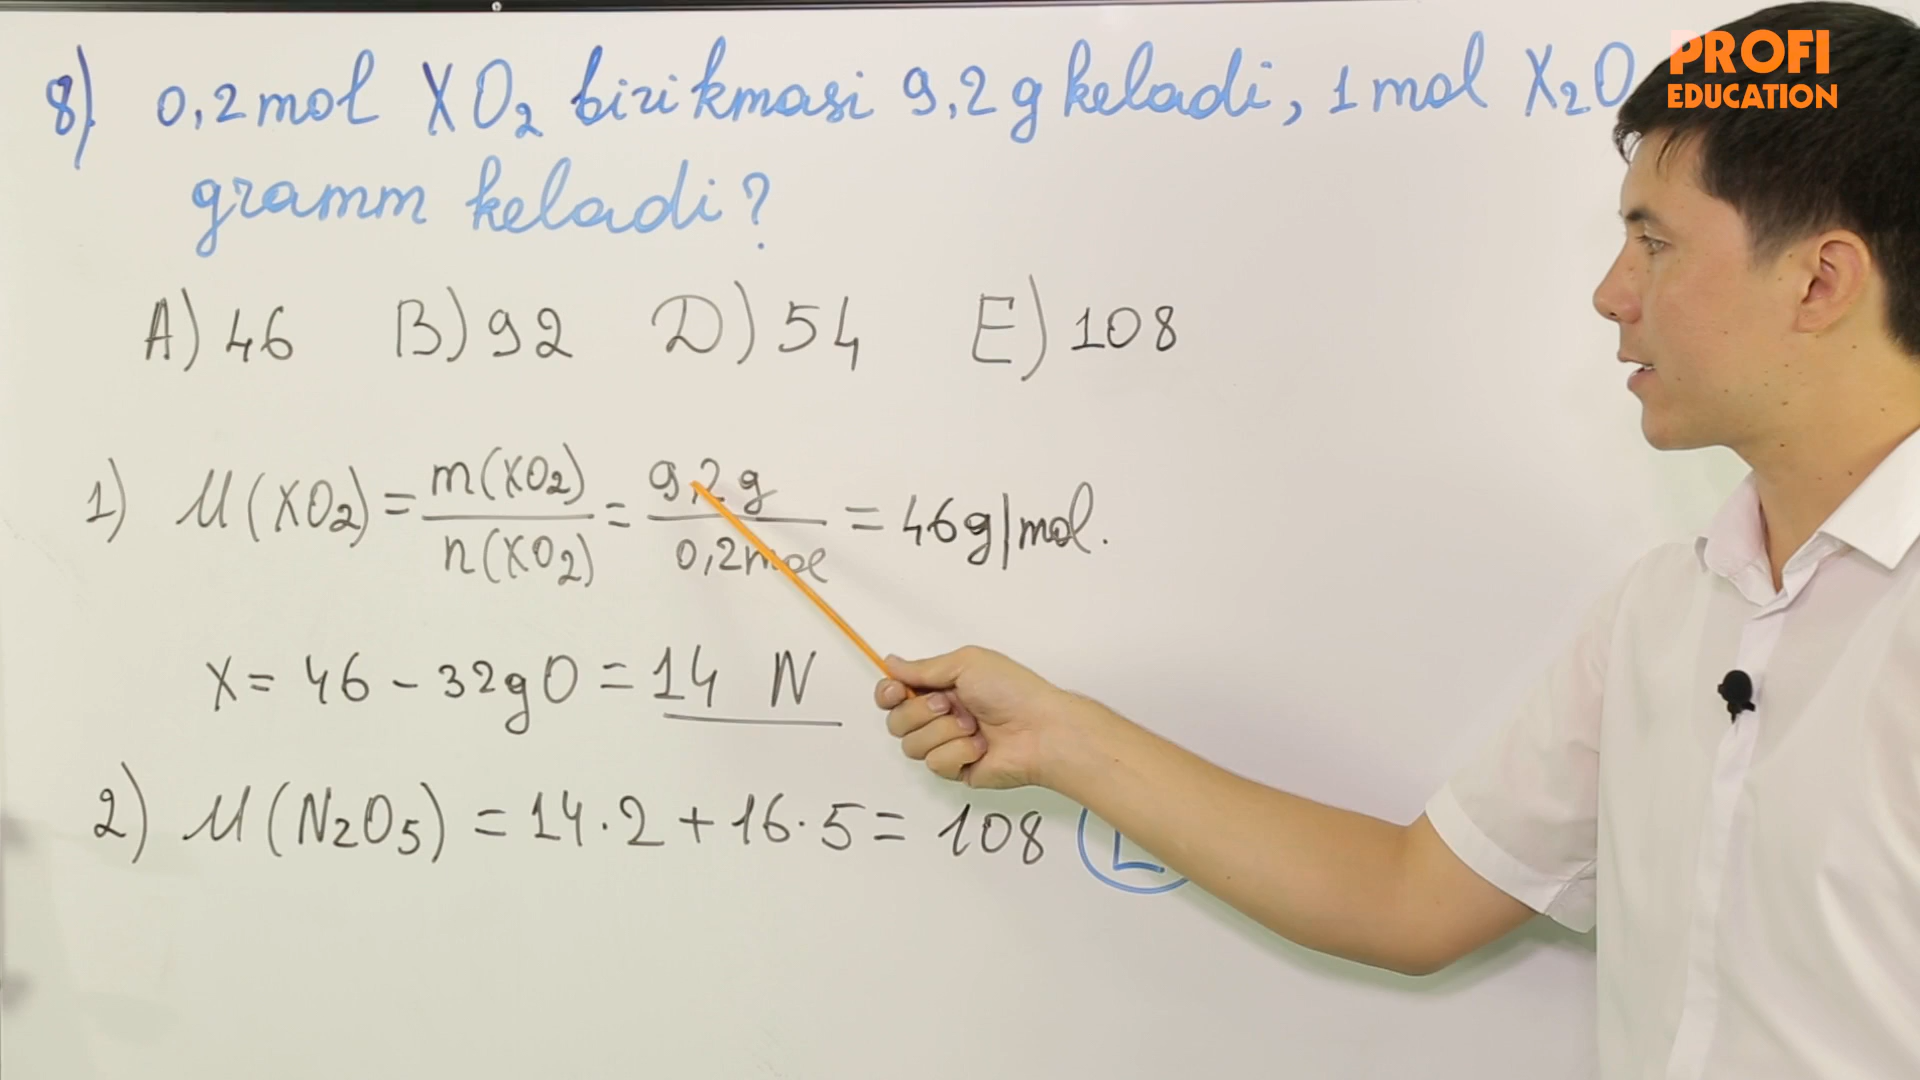 8). 0,2 mol XO₂ birikmasi 9,2 g keladi, 1 mol X₂O
gramm keladi?
A) 46 B) 92 D) 54 E) 108
1) M(XO₂) = m(XO₂) / n(XO₂) = 9,2 g / 0,2 mol = 46 g/mol.
X = 46 - 32 g O = 14 N
2) M(N₂O₅) = 14 · 2 + 16 · 5 = 108
PROFI
EDUCATION